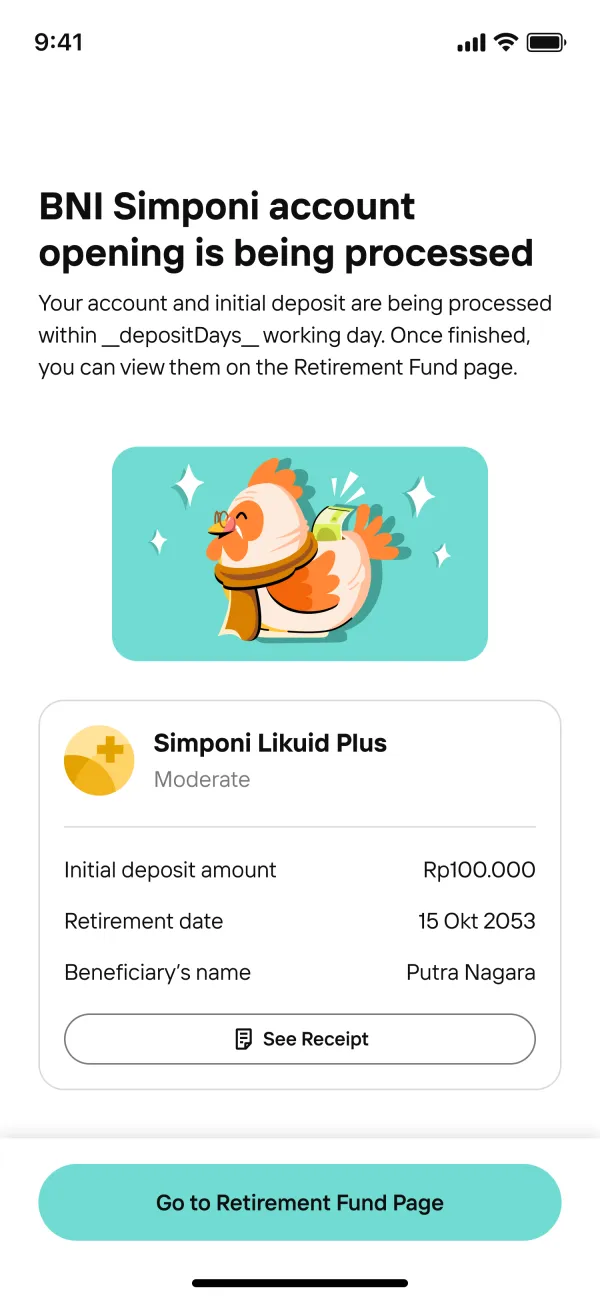 9:41
BNI Simponi account
opening is being processed
Your account and initial deposit are being processed
within __depositDays__ working day. Once finished,
you can view them on the Retirement Fund page.
Simponi Likuid Plus
Moderate
Initial deposit amount Rp100.000
Retirement date 15 Okt 2053
Beneficiary's name Putra Nagara
See Receipt
Go to Retirement Fund Page